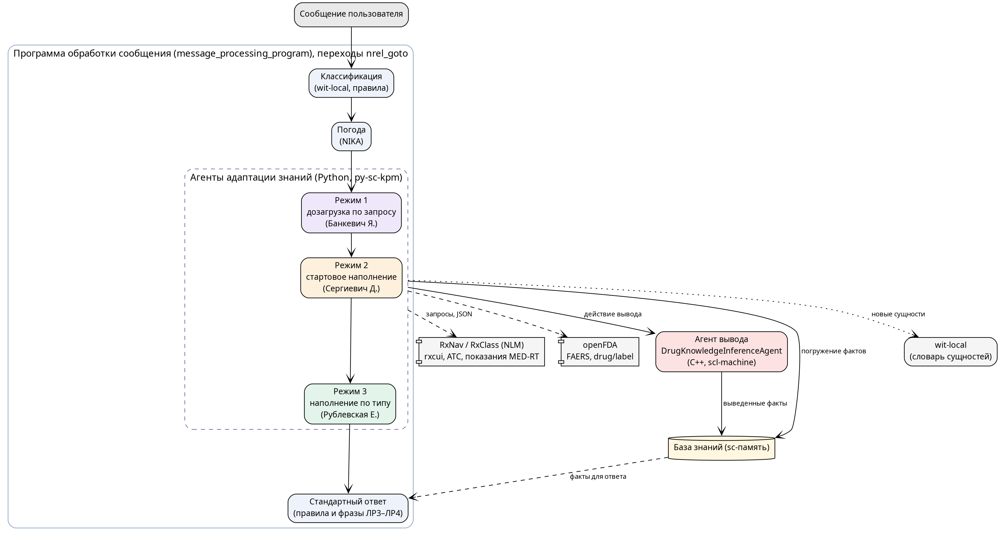 Сообщение пользователя
Программа обработки сообщения (message_processing_program), переходы nrel_goto
Классификация
(wit-local, правила)
Погода
(NIKA)
Агенты адаптации знаний (Python, py-sc-kpm)
Режим 1
дозагрузка по запросу
(Банкевич Я.)
Режим 2
стартовое наполнение
(Сергиевич Д.)
запросы, JSON
действие вывода
новые сущности
RxNav / RxClass (NLM)
rxcui, ATC, показания MED-RT
openFDA
FAERS, drug/label
Агент вывода
DrugKnowledgeInferenceAgent
(C++, scl-machine)
погружение фактов
wit-local
(словарь сущностей)
Режим 3
наполнение по типу
(Рублевская Е.)
выведенные факты
База знаний (sc-память)
факты для ответа
Стандартный ответ
(правила и фразы ЛР3–ЛР4)